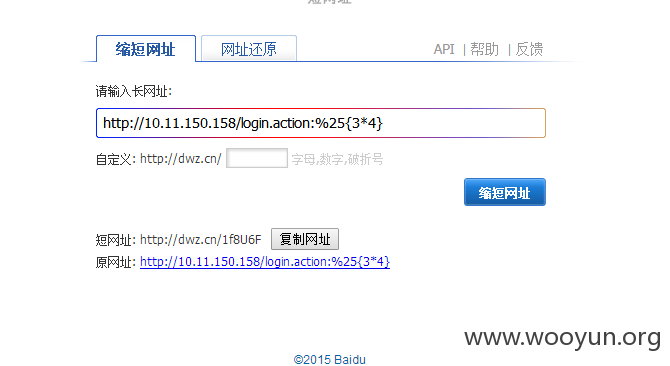 短网址
缩短网址 网址还原 API | 帮助 | 反馈
请输入长网址:
http://10.11.150.158/login.action:%25{3*4}
自定义: http://dwz.cn/ 字母,数字,破折号
缩短网址
短网址: http://dwz.cn/1f8U6F 复制网址
原网址: http://10.11.150.158/login.action:%25{3*4}
www.wooyun.org
©2015 Baidu